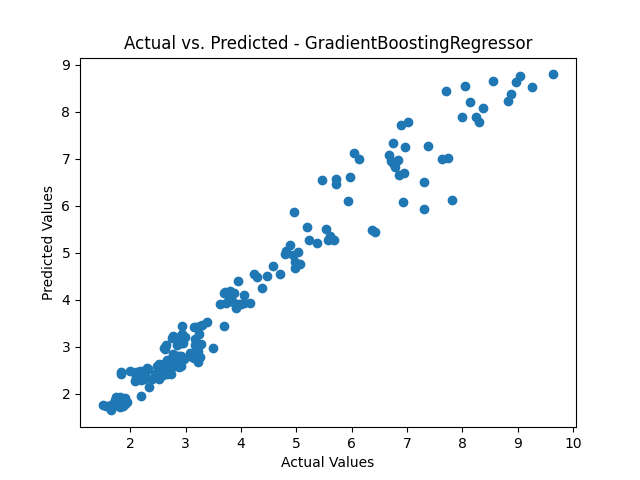 Actual vs. Predicted - GradientBoostingRegressor
9
8
7
6
5
4
3
2
Predicted Values
2 3 4 5 6 7 8 9 10
Actual Values